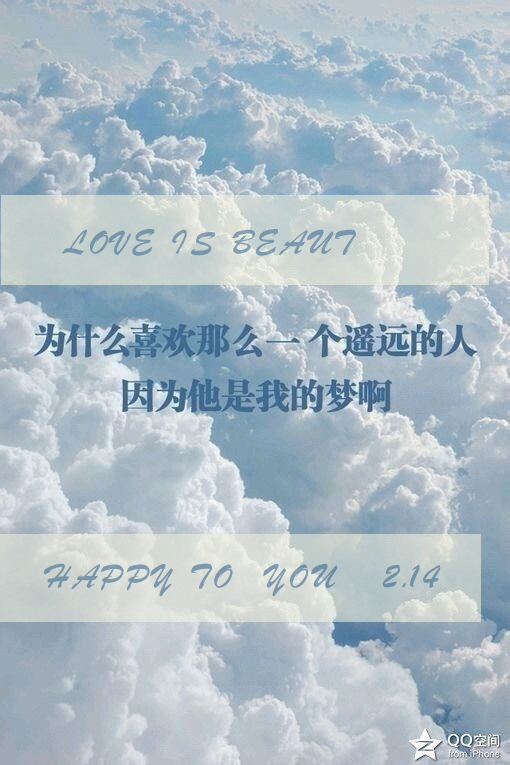 LOVE IS BEAUT
为什么喜欢那么一个遥远的人
因为他是我的梦啊
HAPPY TO YOU 2.14
QQ空间
from iPhone